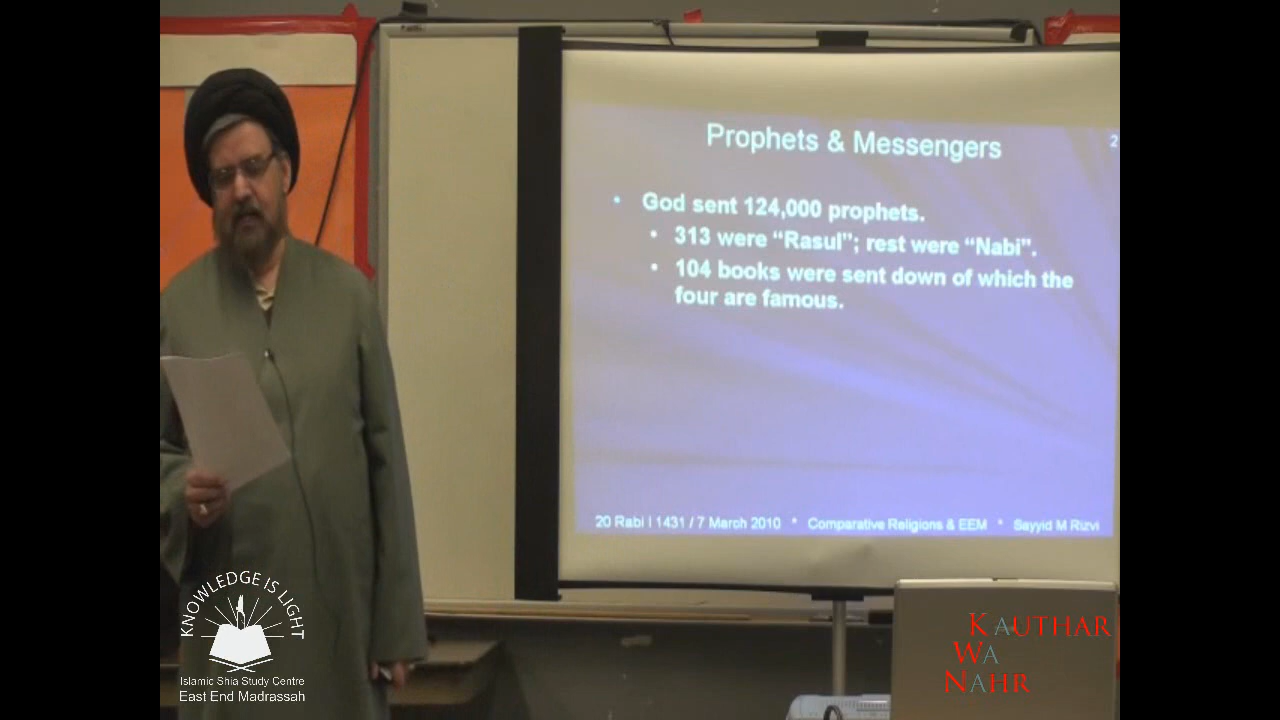 Prophets & Messengers
2
• God sent 124,000 prophets.
• 313 were “Rasul”; rest were “Nabi”.
• 104 books were sent down of which the
four are famous.
20 Rabi I 1431 / 7 March 2010 * Comparative Religions & EEM * Sayyid M Rizvi
KNOWLEDGE IS LIGHT
Islamic Shia Study Centre
East End Madrassah
KAUTHAR
WA
NAHR